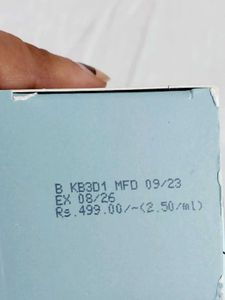 B KB3D1 MFD 09/23
EX 08/26
Rs.499.00/-(2.50/ml)